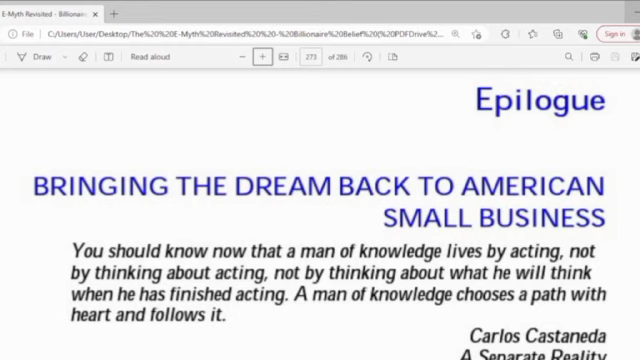 E-Myth Revisited - Billionaire
File
C:/Users/User/Desktop/The%20%20E-Myth%20Revisited%20%20-%20Billionaire%20Belief%20(%20PDFDrive%2...
Sign in
Draw
Read aloud
273 of 286
Epilogue
BRINGING THE DREAM BACK TO AMERICAN
SMALL BUSINESS
You should know now that a man of knowledge lives by acting, not
by thinking about acting, not by thinking about what he will think
when he has finished acting. A man of knowledge chooses a path with
heart and follows it.
Carlos Castaneda
A Separate Reality